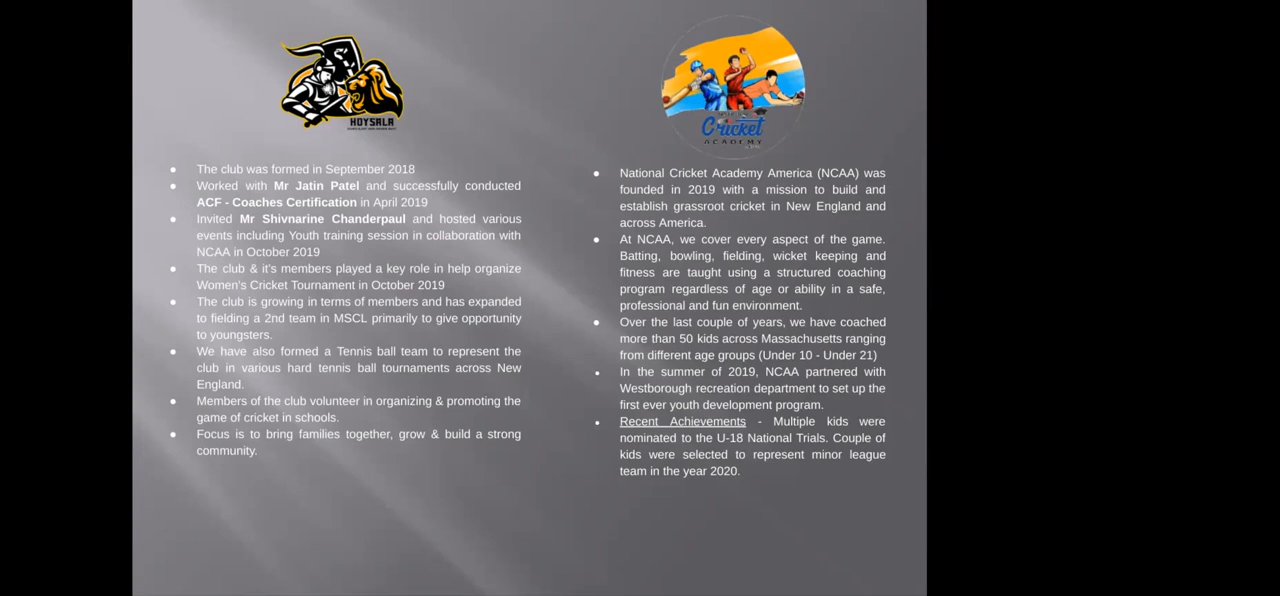 HOYSALA
● The club was formed in September 2018
● Worked with Mr Jatin Patel and successfully conducted
ACF - Coaches Certification in April 2019
● Invited Mr Shivnarine Chanderpaul and hosted various
events including Youth training session in collaboration with
NCAA in October 2019
● The club & it's members played a key role in help organize
Women's Cricket Tournament in October 2019
● The club is growing in terms of members and has expanded
to fielding a 2nd team in MSCL primarily to give opportunity
to youngsters.
● We have also formed a Tennis ball team to represent the
club in various hard tennis ball tournaments across New
England.
● Members of the club volunteer in organizing & promoting the
game of cricket in schools.
● Focus is to bring families together, grow & build a strong
community.
Cricket
ACADEMY
● National Cricket Academy America (NCAA) was
founded in 2019 with a mission to build and
establish grassroot cricket in New England and
across America.
● At NCAA, we cover every aspect of the game.
Batting, bowling, fielding, wicket keeping and
fitness are taught using a structured coaching
program regardless of age or ability in a safe,
professional and fun environment.
● Over the last couple of years, we have coached
more than 50 kids across Massachusetts ranging
from different age groups (Under 10 - Under 21)
• In the summer of 2019, NCAA partnered with
Westborough recreation department to set up the
first ever youth development program.
• Recent Achievements - Multiple kids were
nominated to the U-18 National Trials. Couple of
kids were selected to represent minor league
team in the year 2020.